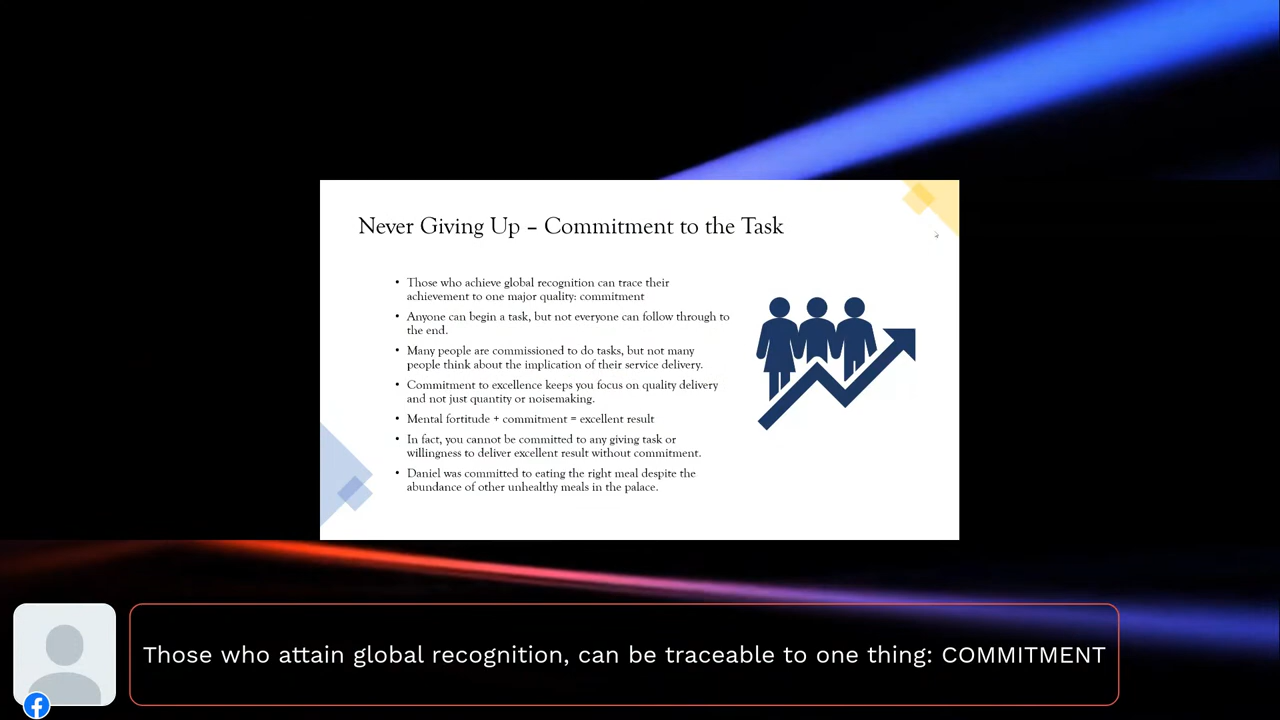 Never Giving Up – Commitment to the Task
• Those who achieve global recognition can trace their
achievement to one major quality: commitment
• Anyone can begin a task, but not everyone can follow through to
the end.
• Many people are commissioned to do tasks, but not many
people think about the implication of their service delivery.
• Commitment to excellence keeps you focus on quality delivery
and not just quantity or noisemaking.
• Mental fortitude + commitment = excellent result
• In fact, you cannot be committed to any giving task or
willingness to deliver excellent result without commitment.
• Daniel was committed to eating the right meal despite the
abundance of other unhealthy meals in the palace.
Those who attain global recognition, can be traceable to one thing: COMMITMENT